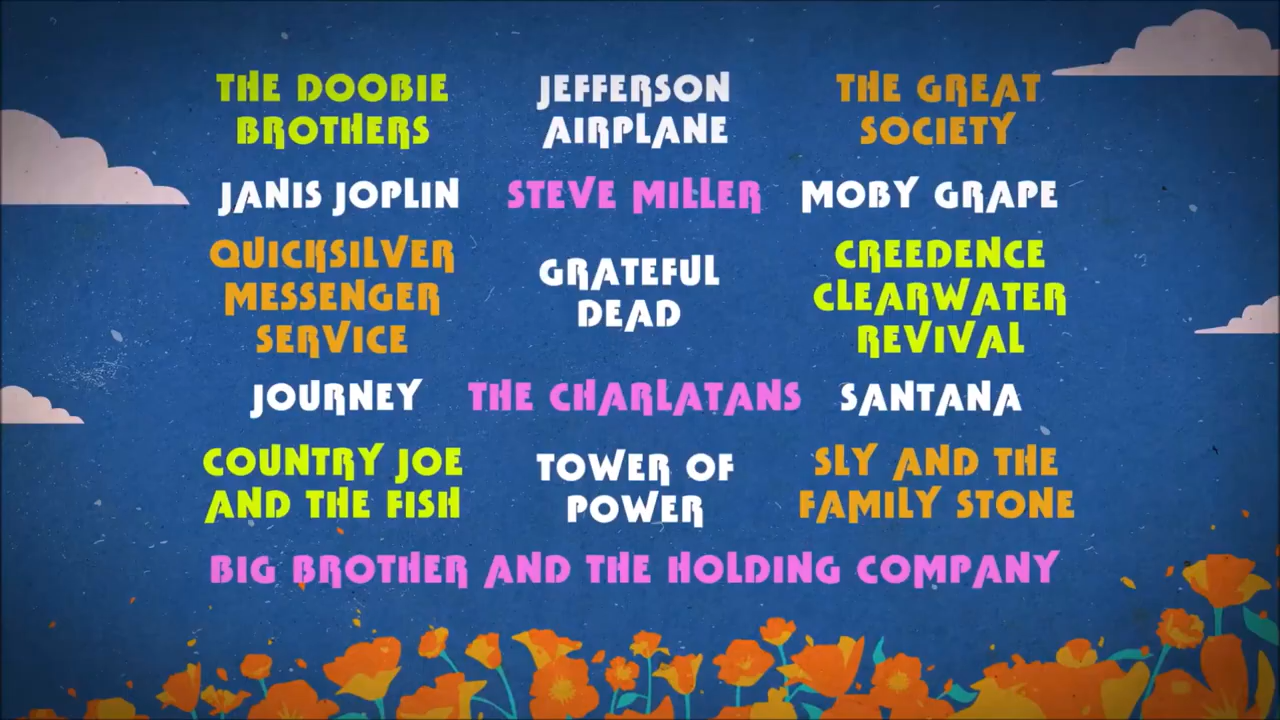 THE DOOBIE
BROTHERS
JEFFERSON
AIRPLANE
THE GREAT
SOCIETY
JANIS JOPLIN
STEVE MILLER
MOBY GRAPE
QUICKSILVER
MESSENGER
SERVICE
GRATEFUL
DEAD
CREEDENCE
CLEARWATER
REVIVAL
JOURNEY
THE CHARLATANS
SANTANA
COUNTRY JOE
AND THE FISH
TOWER OF
POWER
SLY AND THE
FAMILY STONE
BIG BROTHER AND THE HOLDING COMPANY